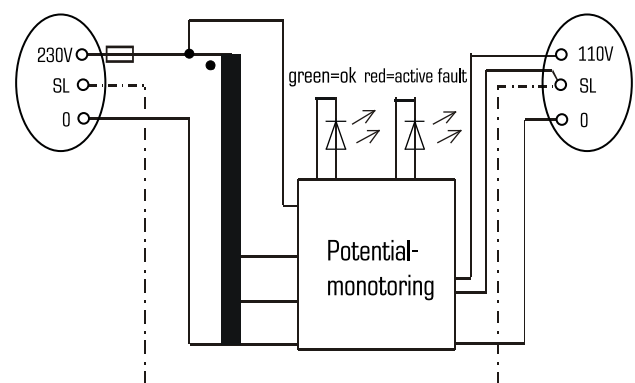 230V
SL
0
green=ok red=active fault
Potential-
monotoring
110V
SL
0